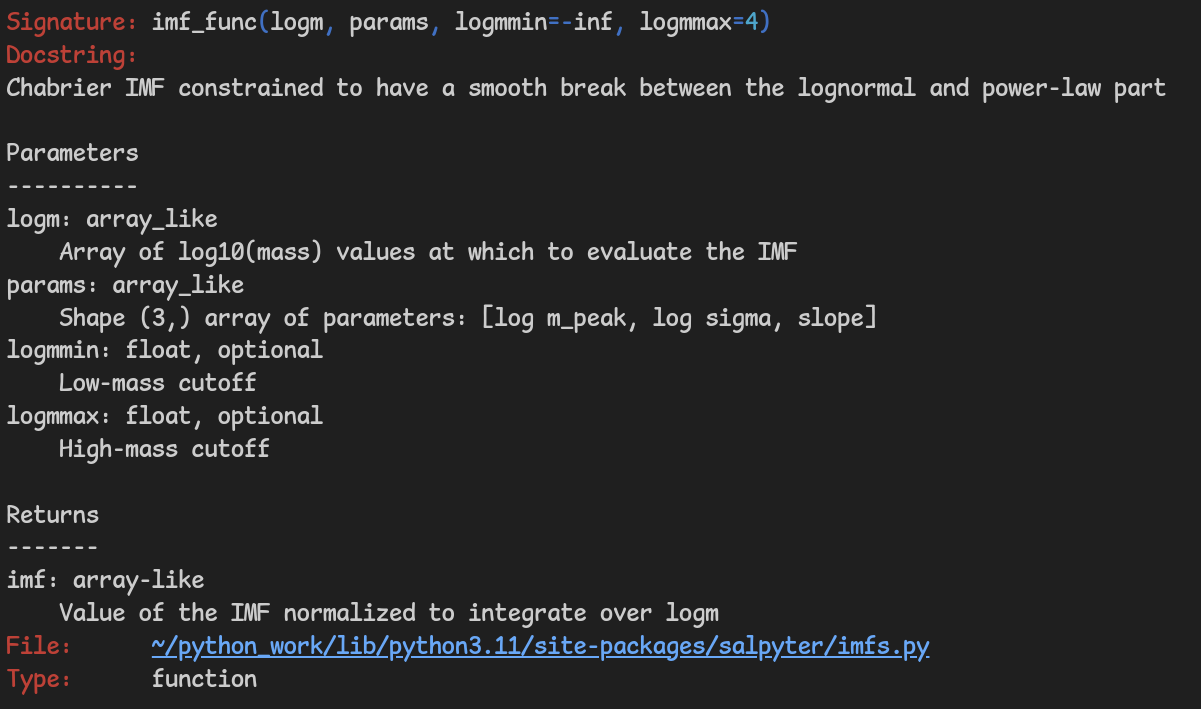 Signature: imf_func(logm, params, logmmin=-inf, logmmax=4)
Docstring:
Chabrier IMF constrained to have a smooth break between the lognormal and power-law part

Parameters
----------
logm: array_like
    Array of log10(mass) values at which to evaluate the IMF
params: array_like
    Shape (3,) array of parameters: [log m_peak, log sigma, slope]
logmmin: float, optional
    Low-mass cutoff
logmmax: float, optional
    High-mass cutoff

Returns
-------
imf: array-like
    Value of the IMF normalized to integrate over logm
File:      ~/python_work/lib/python3.11/site-packages/salpyter/imfs.py
Type:      function